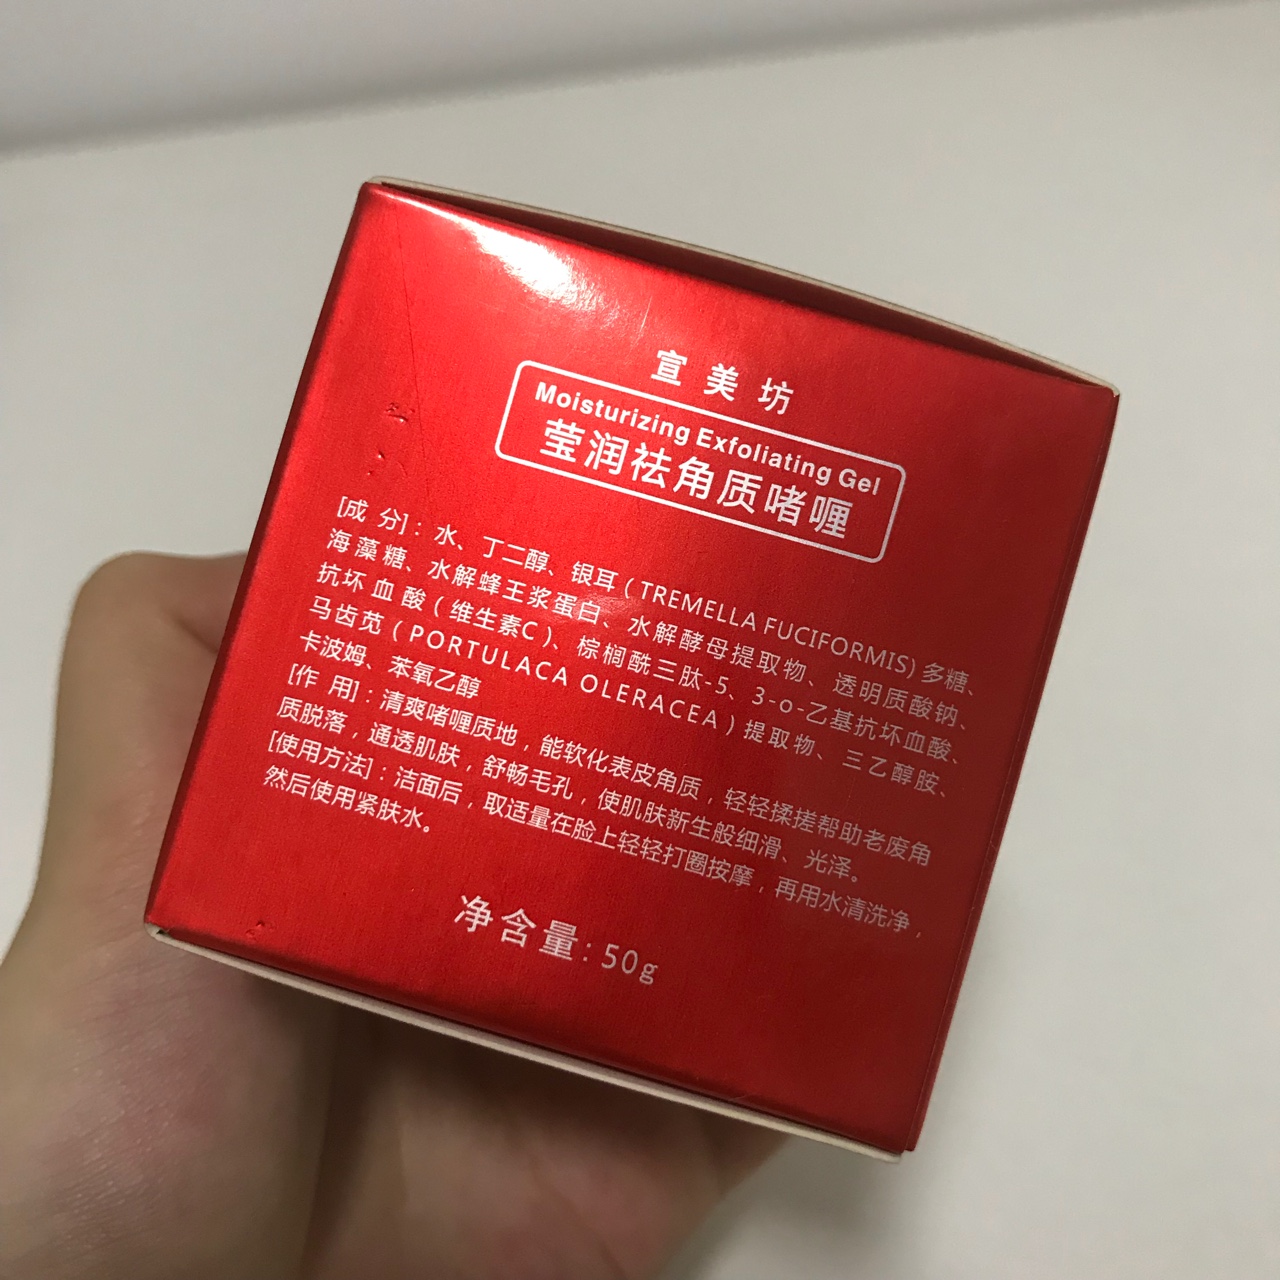 宣美坊
Moisturizing Exfoliating Gel
莹润祛角质啫喱
[成 分]：水、丁二醇、银耳（TREMELLA FUCIFORMIS)多糖、
海藻糖、水解蜂王浆蛋白、水解酵母提取物、透明质酸钠、
抗坏血酸（维生素C）、棕榈酰三肽-5、3-o-乙基抗坏血酸、
马齿苋（PORTULACA OLERACEA）提取物、三乙醇胺、
卡波姆、苯氧乙醇
[作 用]：清爽啫喱质地，能软化表皮角质，轻轻揉搓帮助老废角
质脱落，通透肌肤，舒畅毛孔，使肌肤新生般细滑、光泽。
[使用方法]：洁面后，取适量在脸上轻轻打圈按摩，再用水清洗净，
然后使用紧肤水。
净含量：50g